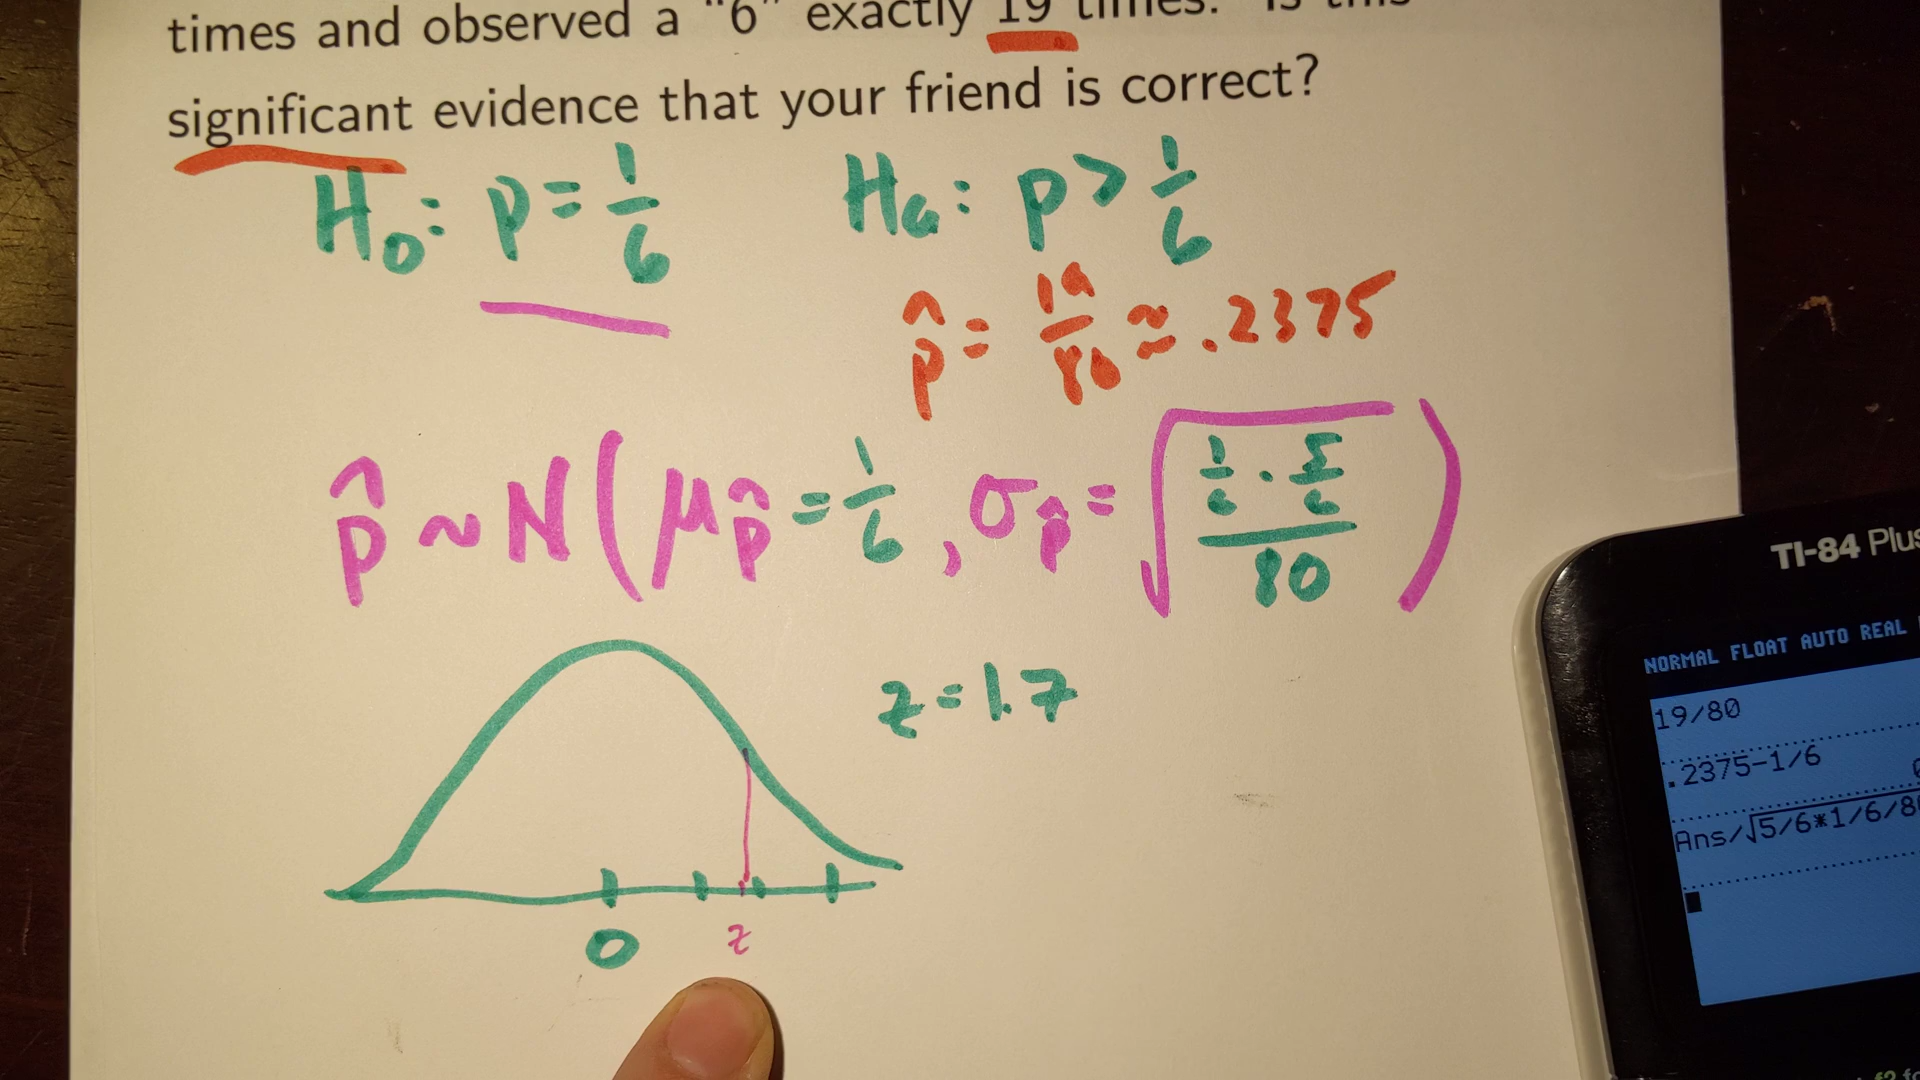 times and observed a "6" exactly 19 times. Is this
significant evidence that your friend is correct?
H₀: p = 1/6 Hₐ: p > 1/6
p̂ = 19/80 ≈ .2375
p̂ ~ N(μp̂ = 1/6, σp̂ = √(1/6 · 5/6 / 80))
z = 1.7
0 z
TI-84 Plus
NORMAL FLOAT AUTO REAL
19/80
.2375-1/6
Ans/√5/6*1/6/80